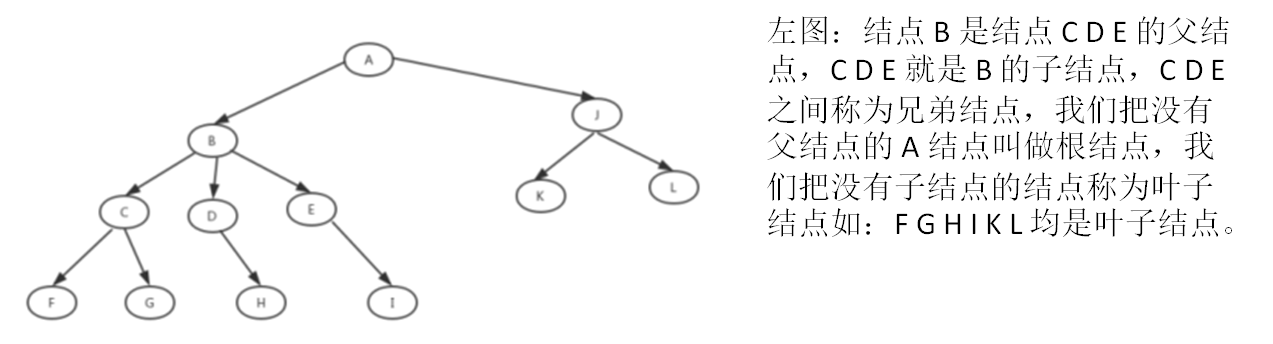 A
J
B
K
L
C
D
E
F
G
H
I
左图：结点 B 是结点 C D E 的父结
点，C D E 就是 B 的子结点，C D E
之间称为兄弟结点，我们把没有
父结点的 A 结点叫做根结点，我
们把没有子结点的结点称为叶子
结点如：F G H I K L 均是叶子结点。